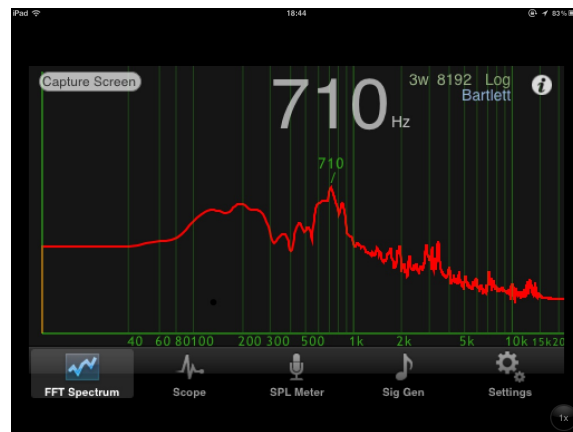 iPad 18:44 83%
Capture Screen
710 Hz
3w 8192 Log
Bartlett
i
710
40 60 80100 200 300 500 1k 2k 5k 10k 15k20
FFT Spectrum Scope SPL Meter Sig Gen Settings
1x